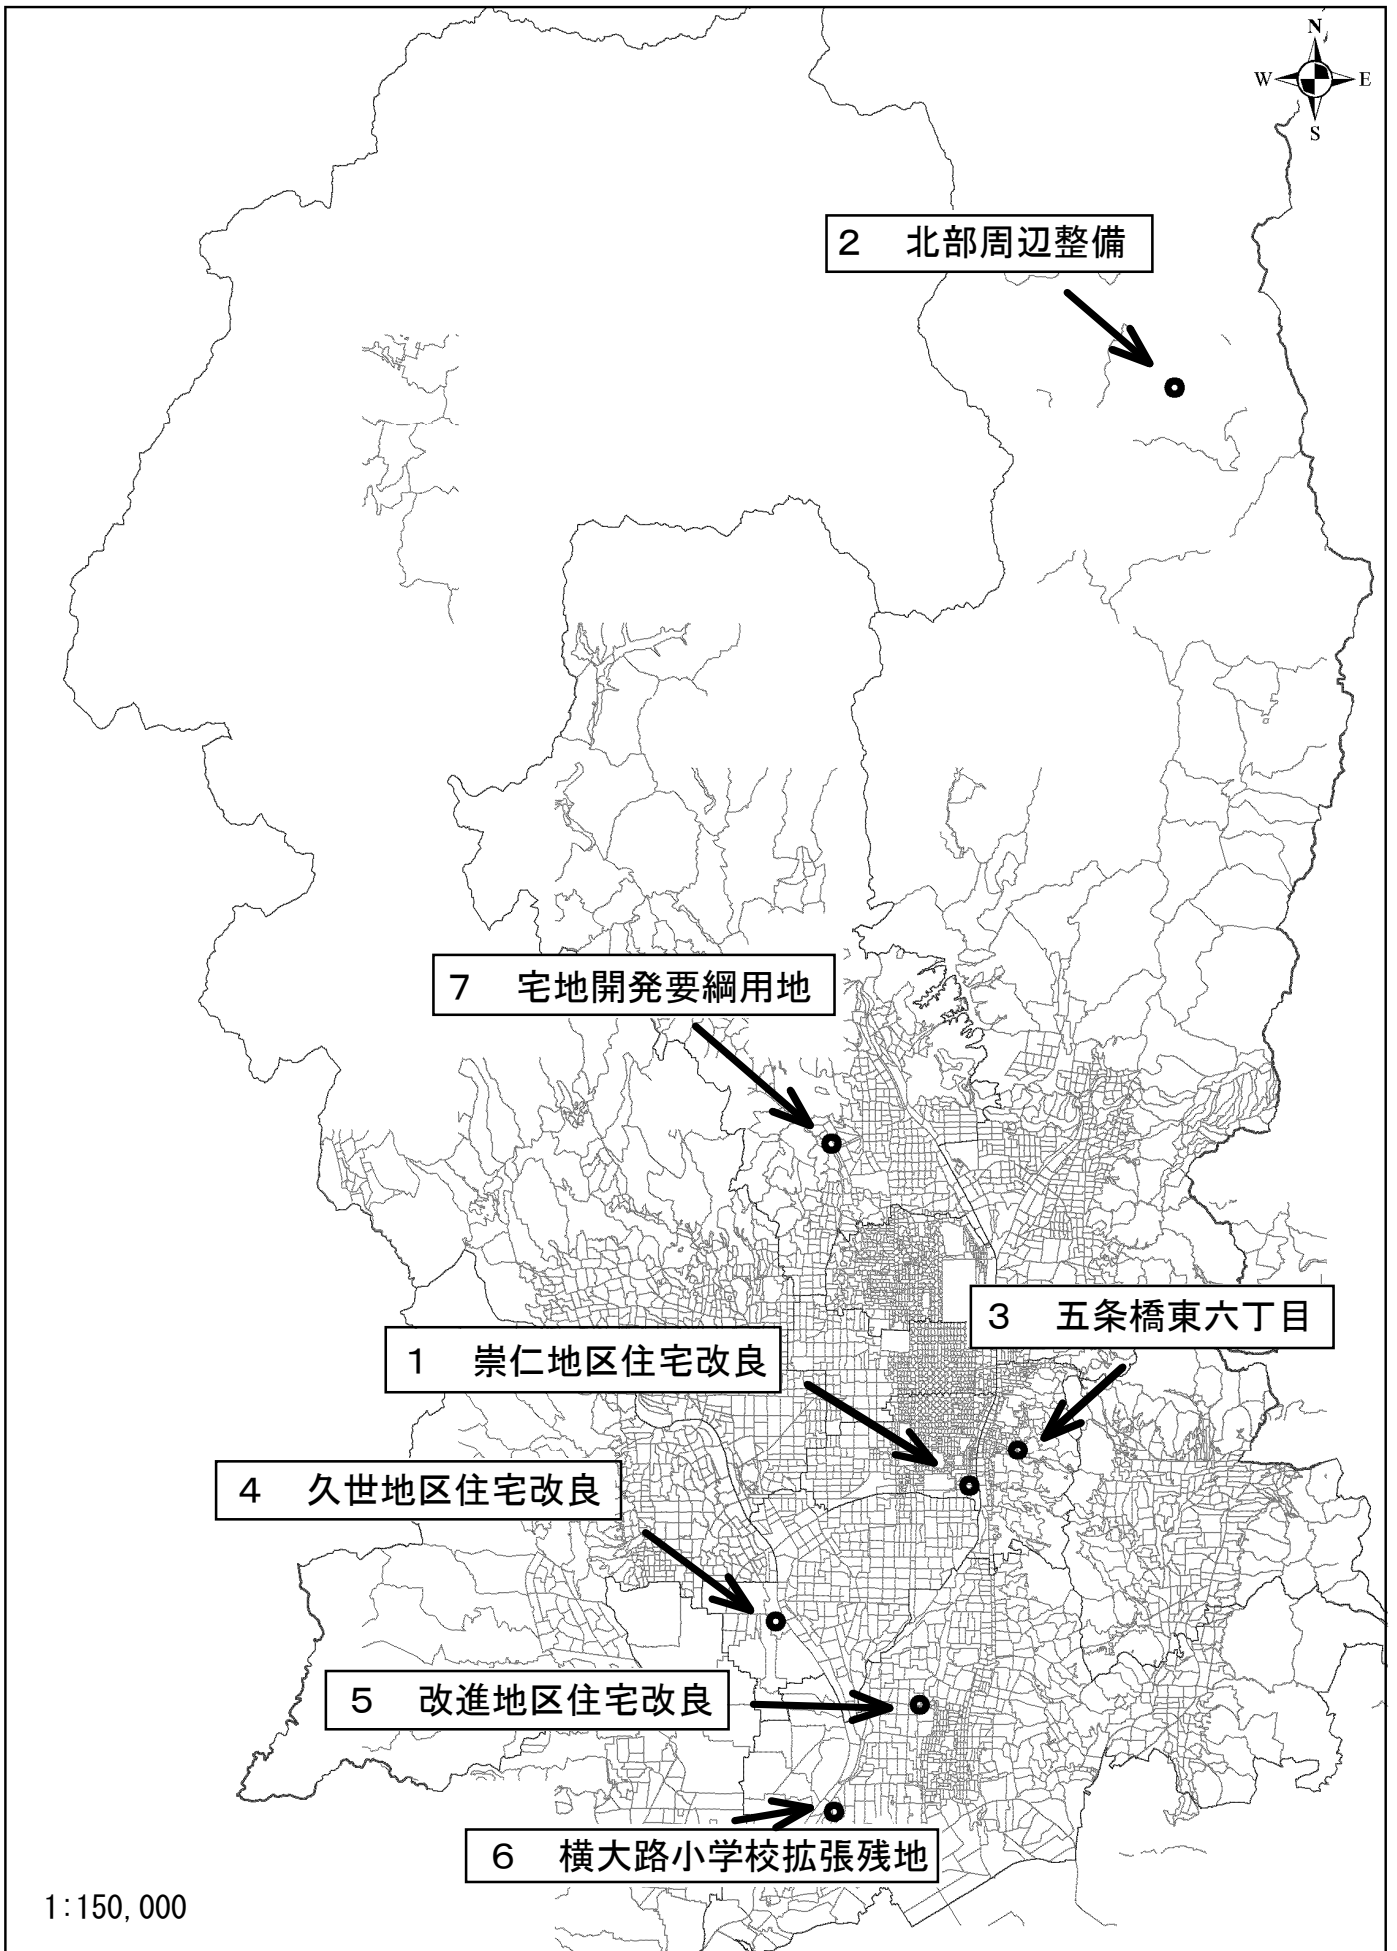 N
W E
S
２　北部周辺整備
７　宅地開発要綱用地
３　五条橋東六丁目
１　崇仁地区住宅改良
４　久世地区住宅改良
５　改進地区住宅改良
６　横大路小学校拡張残地
1:150,000